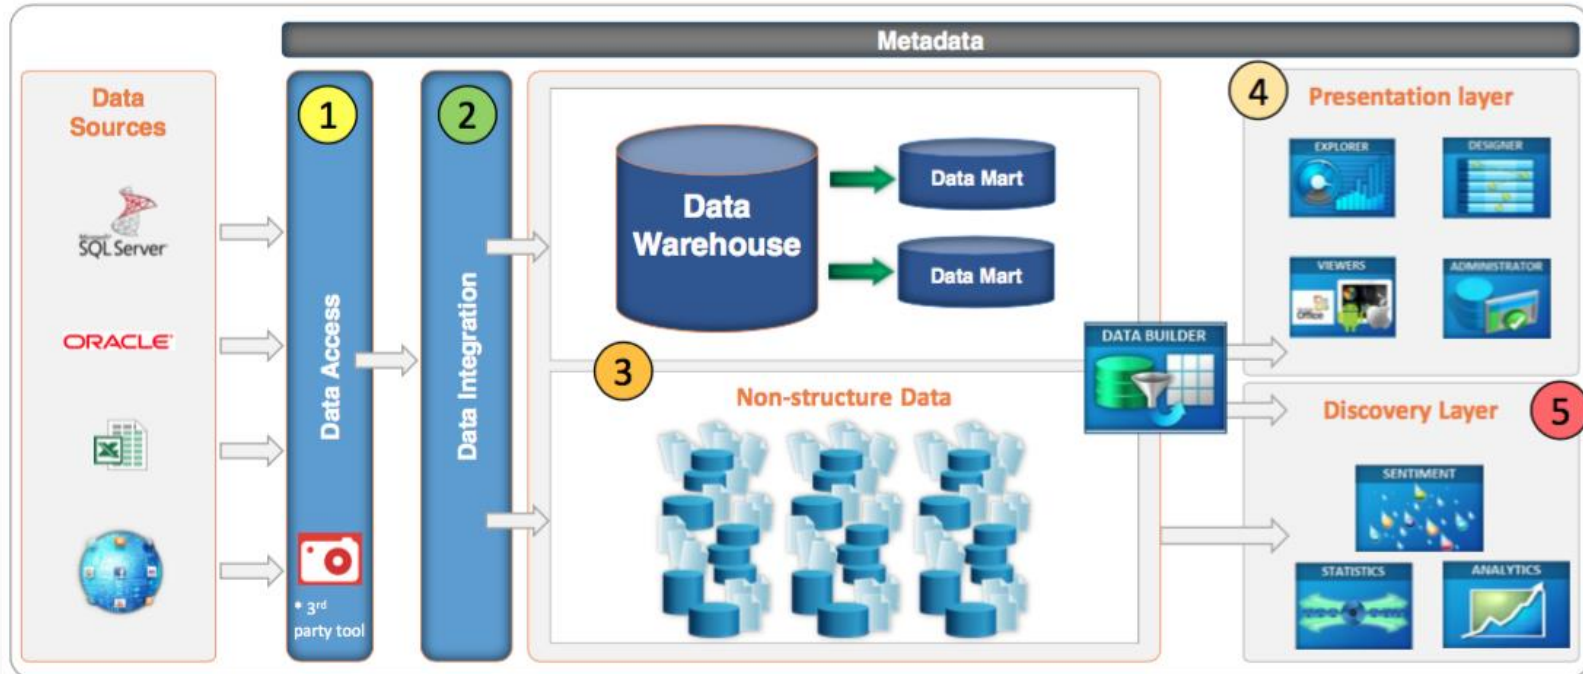 Metadata
Data
Sources
Microsoft
SQL Server
ORACLE
1
Data Access
* 3rd
party tool
2
Data Integration
Data
Warehouse
Data Mart
Data Mart
3
Non-structure Data
DATA BUILDER
4
Presentation layer
EXPLORER
DESIGNER
VIEWERS
Office
ADMINISTRATOR
Discovery Layer
5
SENTIMENT
STATISTICS
ANALYTICS